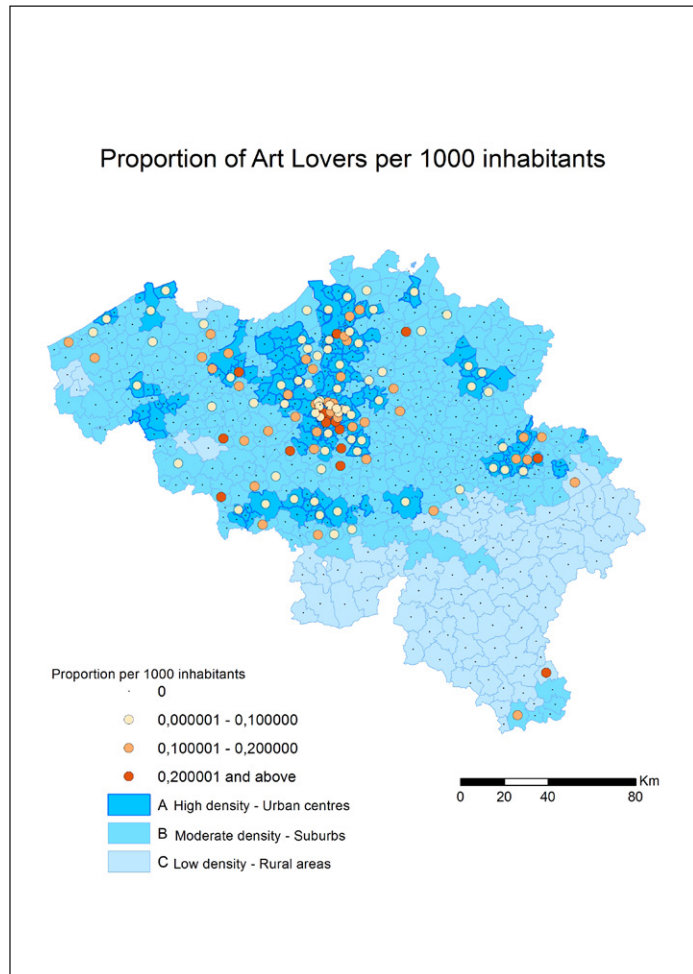 Proportion of Art Lovers per 1000 inhabitants
Proportion per 1000 inhabitants
0
0,000001 - 0,100000
0,100001 - 0,200000
0,200001 and above
A High density - Urban centres
B Moderate density - Suburbs
C Low density - Rural areas
Km
0 20 40 80